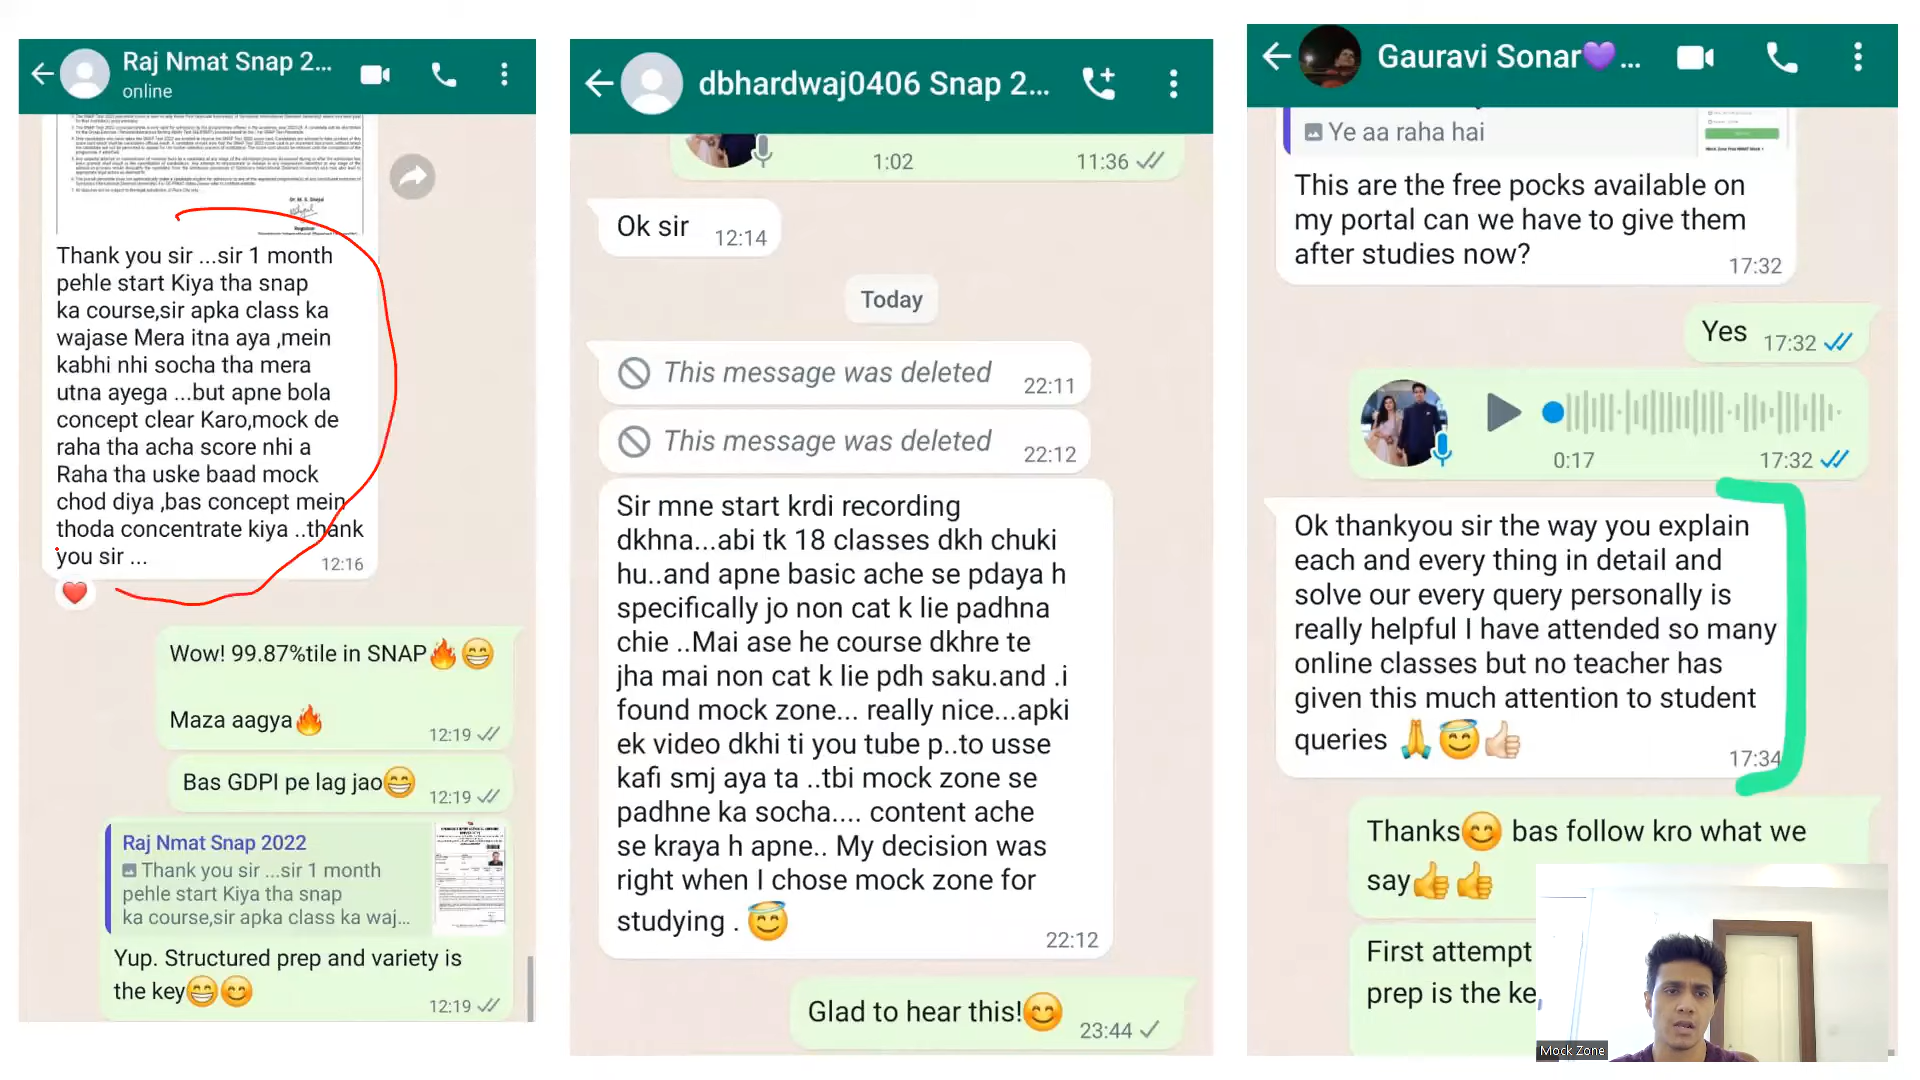 Raj Nmat Snap 2...
online
Dr. M. S. Shejul
Registrar
Thank you sir ...sir 1 month
pehle start Kiya tha snap
ka course,sir apka class ka
wajase Mera itna aya ,mein
kabhi nhi socha tha mera
utna ayega ...but apne bola
concept clear Karo,mock de
raha tha acha score nhi a
Raha tha uske baad mock
chod diya ,bas concept mein
thoda concentrate kiya ..thank
you sir ...
12:16
Wow! 99.87%tile in SNAP🔥😁
Maza aagya🔥
12:19
Bas GDPI pe lag jao😁
12:19
Raj Nmat Snap 2022
Thank you sir ...sir 1 month
pehle start Kiya tha snap
ka course,sir apka class ka waj...
Yup. Structured prep and variety is
the key😁😊
12:19
dbhardwaj0406 Snap 2...
1:02
11:36
Ok sir
12:14
Today
This message was deleted
22:11
This message was deleted
22:12
Sir mne start krdi recording
dkhna...abi tk 18 classes dkh chuki
hu..and apne basic ache se pdaya h
specifically jo non cat k lie padhna
chie ..Mai ase he course dkhre te
jha mai non cat k lie pdh saku.and .i
found mock zone... really nice...apki
ek video dkhi ti you tube p..to usse
kafi smj aya ta ..tbi mock zone se
padhne ka socha.... content ache
se kraya h apne.. My decision was
right when I chose mock zone for
studying . 😇
22:12
Glad to hear this!😊
23:44
Gauravi Sonar💜...
Ye aa raha hai
This are the free pocks available on
my portal can we have to give them
after studies now?
17:32
Yes
17:32
0:17
17:32
Ok thankyou sir the way you explain
each and every thing in detail and
solve our every query personally is
really helpful I have attended so many
online classes but no teacher has
given this much attention to student
queries 🙏😇👍🏻
17:34
Thanks😊 bas follow kro what we
say👍👍
First attempt
prep is the ke
Mock Zone